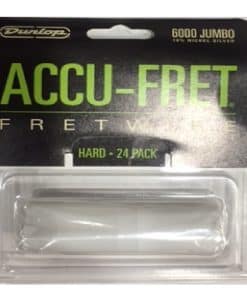 Dunlop
6000 JUMBO
18% NICKEL SILVER
ACCU-FRET®
FRETWIRE
HARD - 24 PACK